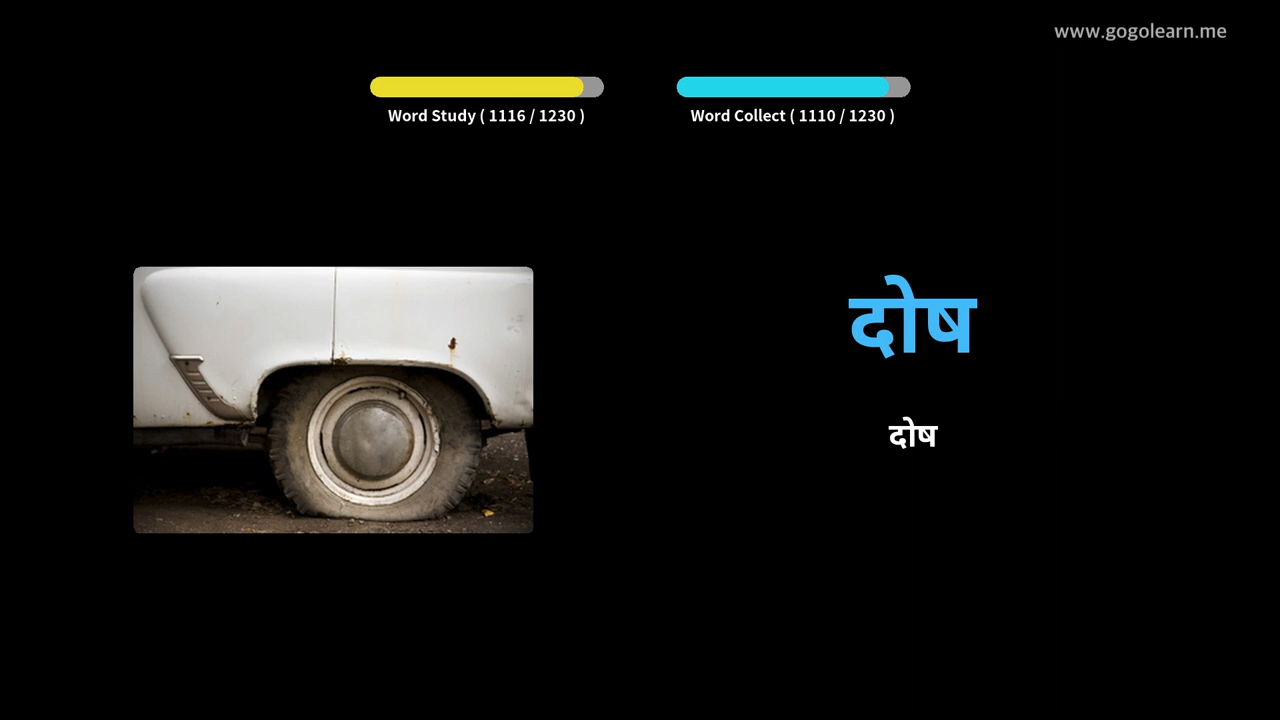 www.gogolearn.me
Word Study ( 1116 / 1230 )
Word Collect ( 1110 / 1230 )
दोष
दोष